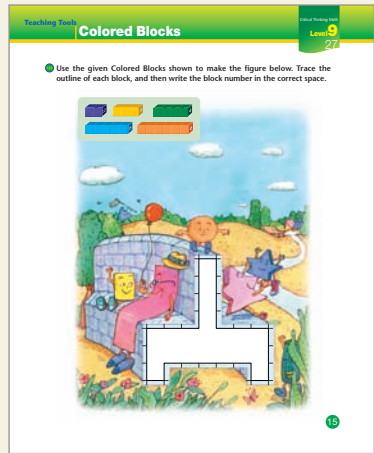 Teaching Tools
Colored Blocks
Critical Thinking Math
Level 9
27
Use the given Colored Blocks shown to make the figure below. Trace the
outline of each block, and then write the block number in the correct space.
15